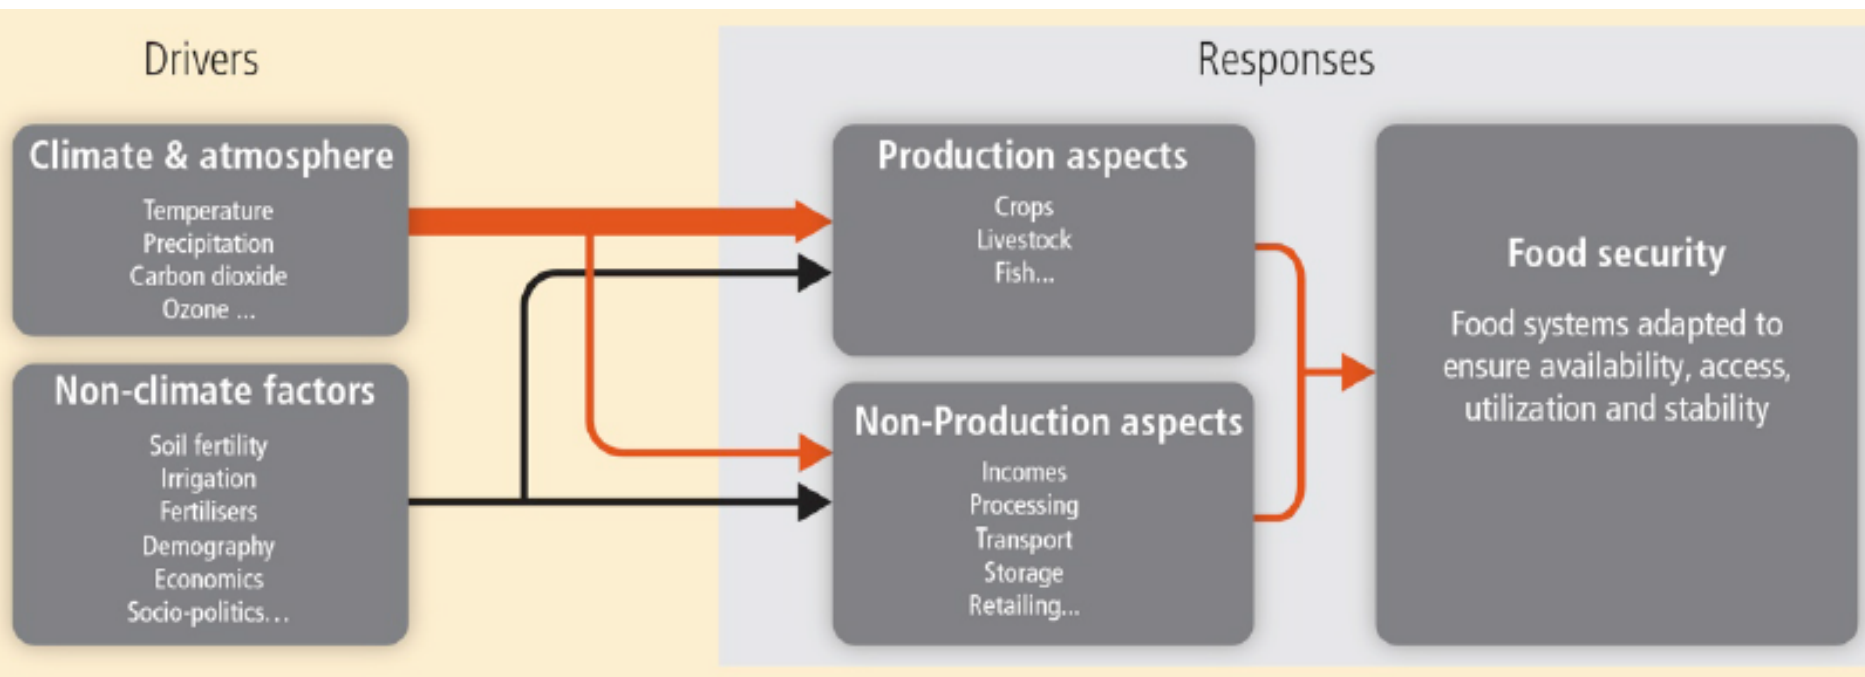 Drivers
Responses
Climate & atmosphere
Temperature
Precipitation
Carbon dioxide
Ozone ...
Non-climate factors
Soil fertility
Irrigation
Fertilisers
Demography
Economics
Socio-politics...
Production aspects
Crops
Livestock
Fish...
Non-Production aspects
Incomes
Processing
Transport
Storage
Retailing...
Food security
Food systems adapted to
ensure availability, access,
utilization and stability